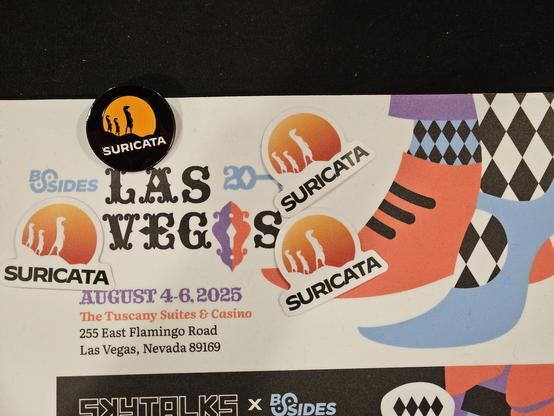 SURICATA
BSIDES LAS
VEGAS
SURICATA
SURICATA
SURICATA
AUGUST 4-6, 2025
The Tuscany Suites & Casino
255 East Flamingo Road
Las Vegas, Nevada 89169
SKYTALKS x BSIDES